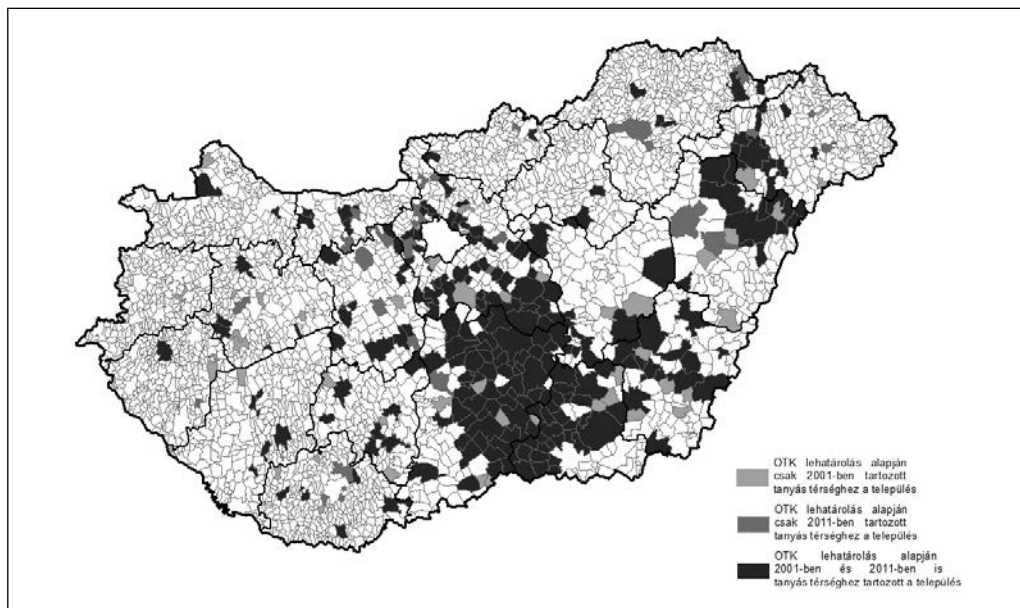 OTK lehatárolás alapján
csak 2001-ben tartozott
tanyás térséghez a település
OTK lehatárolás alapján
csak 2011-ben tartozott
tanyás térséghez a település
OTK lehatárolás alapján
2001-ben és 2011-ben is
tanyás térséghez tartozott a település